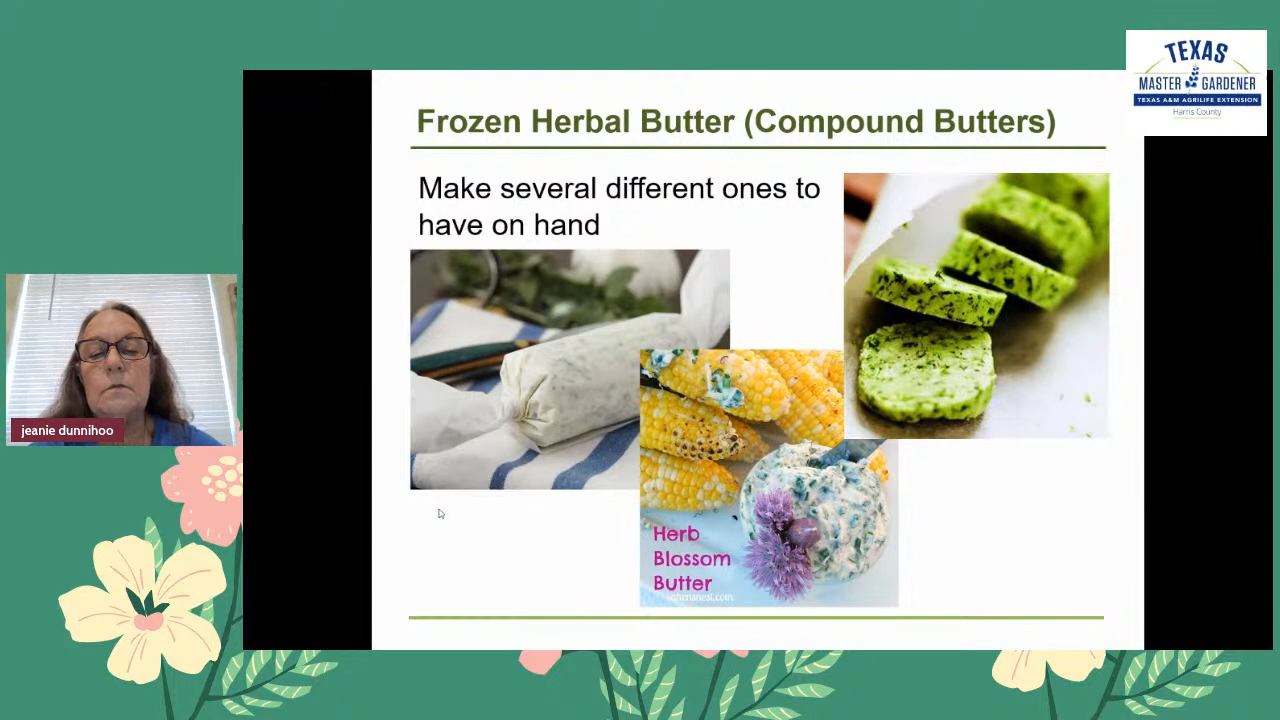 TEXAS
MASTER GARDENER
TEXAS A&M AGRILIFE EXTENSION
Harris County
Frozen Herbal Butter (Compound Butters)
Make several different ones to
have on hand
jeanie dunnihoo
Herb
Blossom
Butter